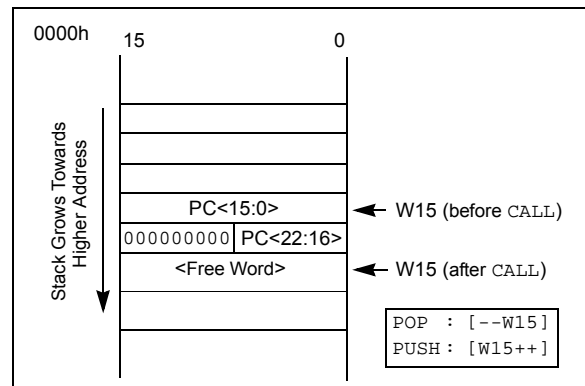 0000h
15 0
Stack Grows Towards
Higher Address
PC<15:0>
W15 (before CALL)
000000000 PC<22:16>
<Free Word>
W15 (after CALL)
POP : [--W15]
PUSH : [W15++]